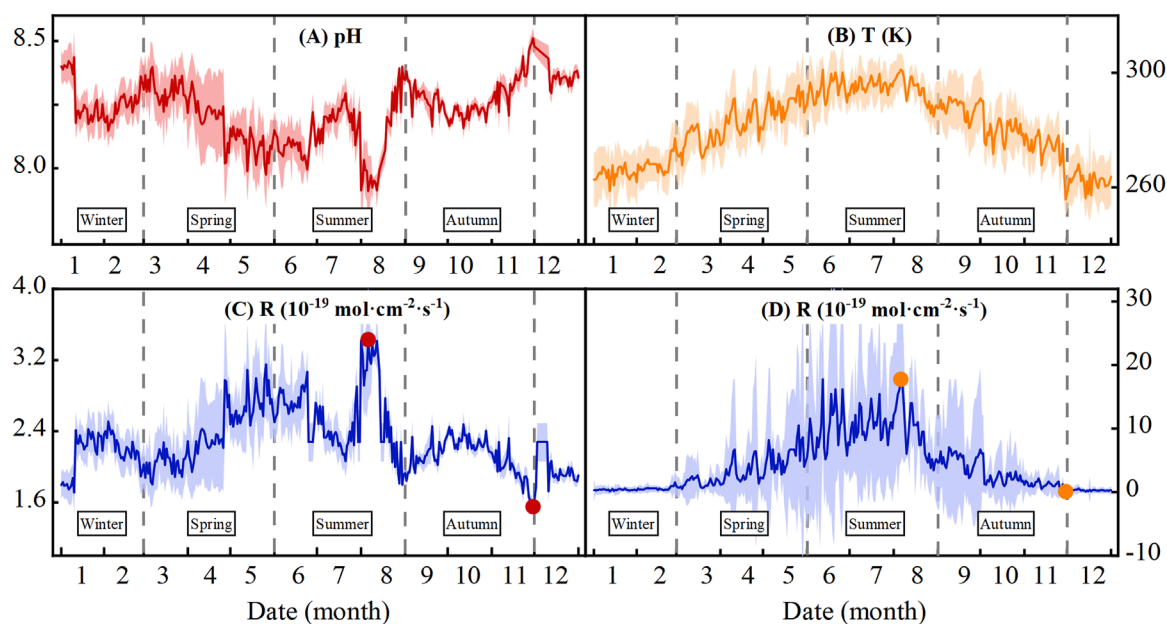 (A) pH
8.5
8.0
Winter
Spring
Summer
Autumn
1 2 3 4 5 6 7 8 9 10 11 12
(B) T (K)
300
260
Winter
Spring
Summer
Autumn
1 2 3 4 5 6 7 8 9 10 11 12
(C) R (10⁻¹⁹ mol·cm⁻²·s⁻¹)
4.0
3.2
2.4
1.6
Winter
Spring
Summer
Autumn
1 2 3 4 5 6 7 8 9 10 11 12
Date (month)
(D) R (10⁻¹⁹ mol·cm⁻²·s⁻¹)
30
20
10
0
-10
Winter
Spring
Summer
Autumn
1 2 3 4 5 6 7 8 9 10 11 12
Date (month)